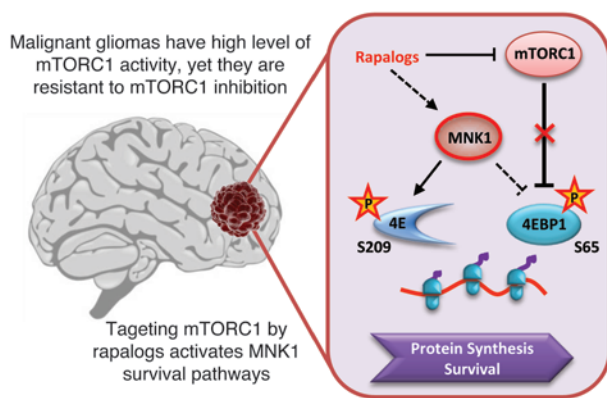 Malignant gliomas have high level of
mTORC1 activity, yet they are
resistant to mTORC1 inhibition
Rapalogs
mTORC1
MNK1
P
4E
S209
P
4EBP1
S65
Tageting mTORC1 by
rapalogs activates MNK1
survival pathways
Protein Synthesis
Survival